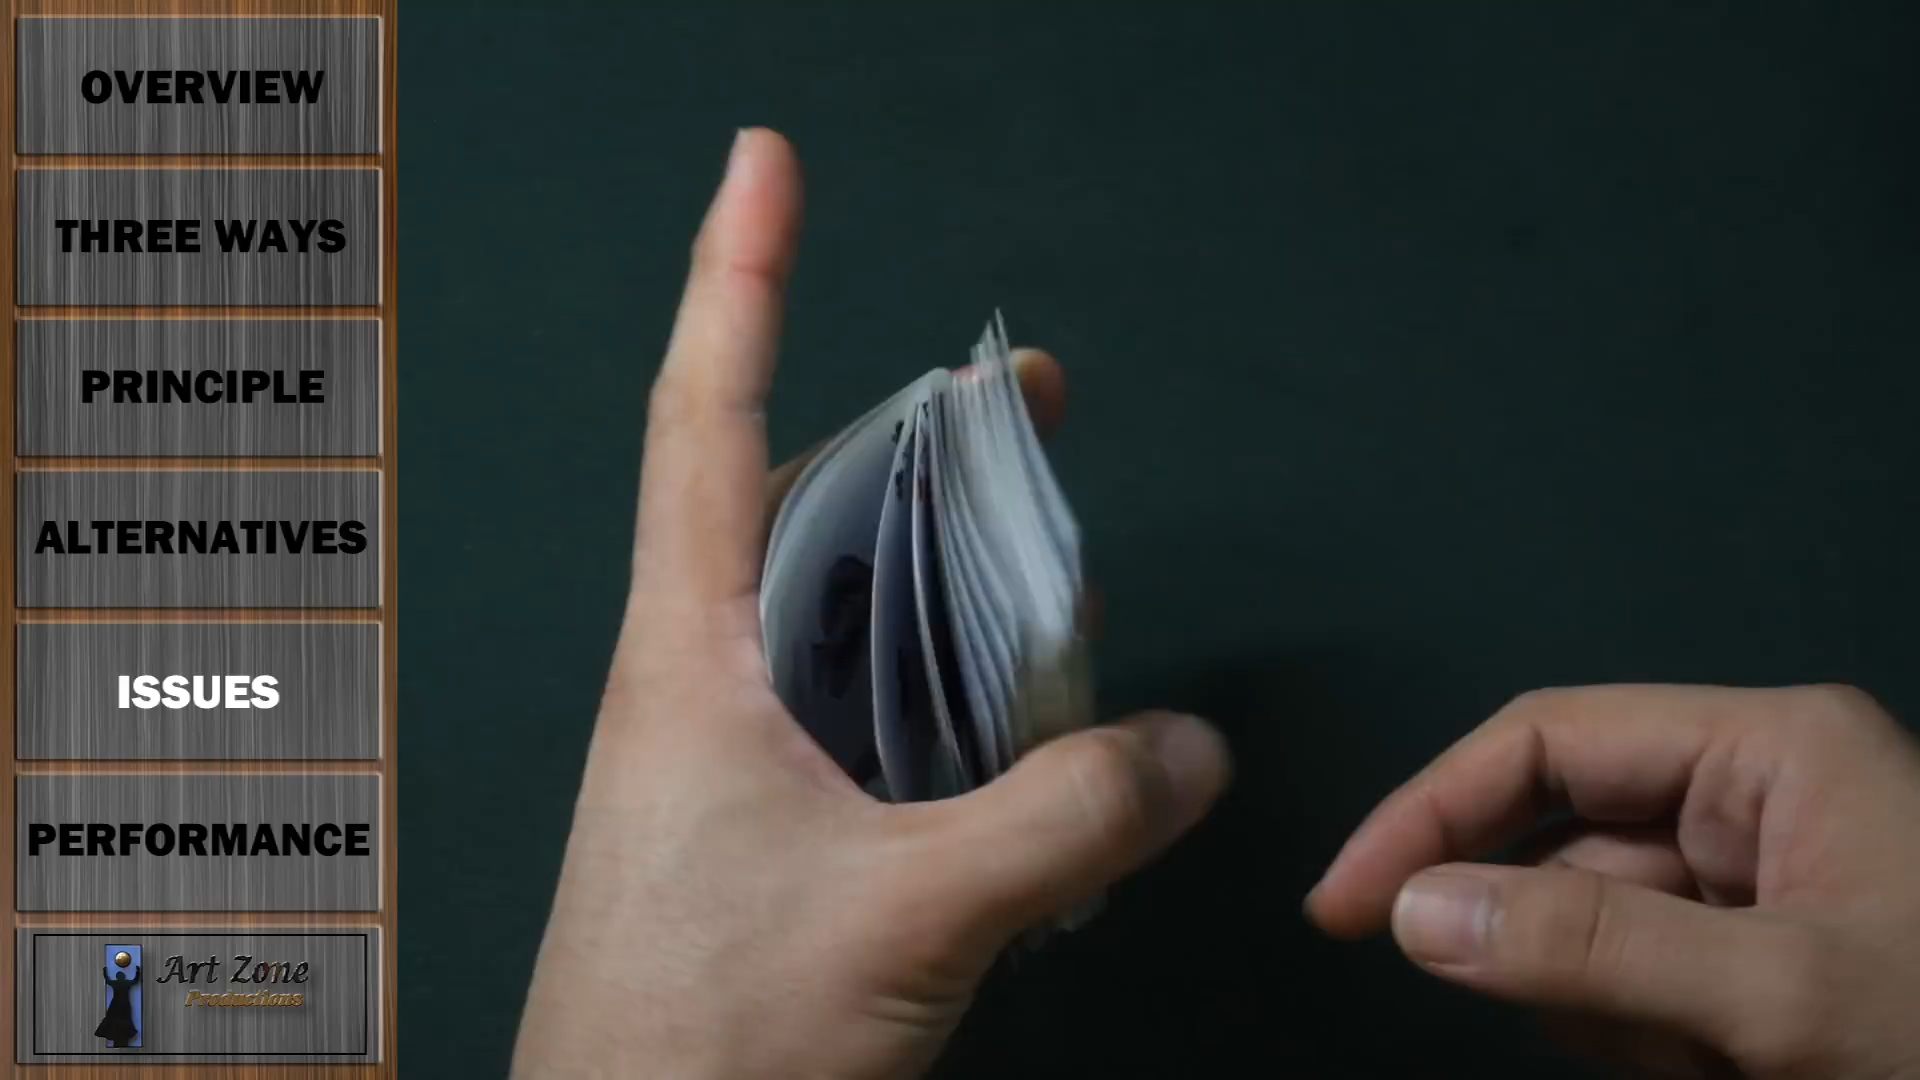 OVERVIEW
THREE WAYS
PRINCIPLE
ALTERNATIVES
ISSUES
PERFORMANCE
Art Zone
Productions